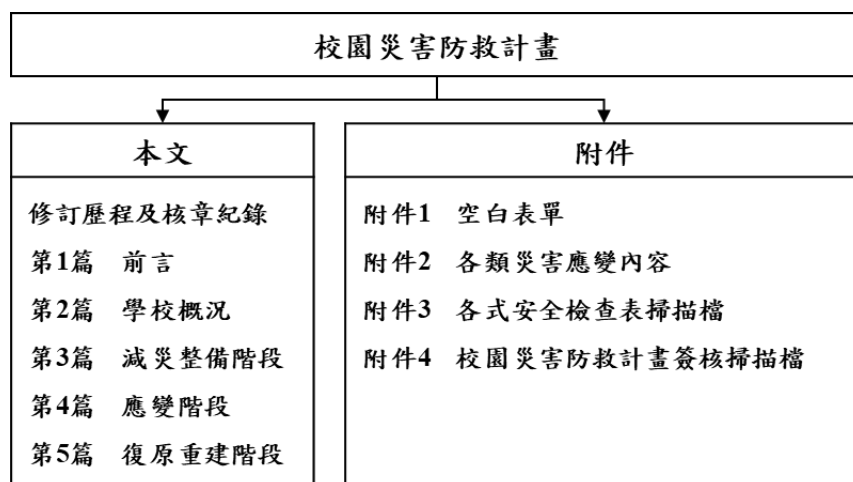 校園災害防救計畫
本文
修訂歷程及核章紀錄
第1篇 前言
第2篇 學校概況
第3篇 減災整備階段
第4篇 應變階段
第5篇 復原重建階段
附件
附件1 空白表單
附件2 各類災害應變內容
附件3 各式安全檢查表掃描檔
附件4 校園災害防救計畫簽核掃描檔